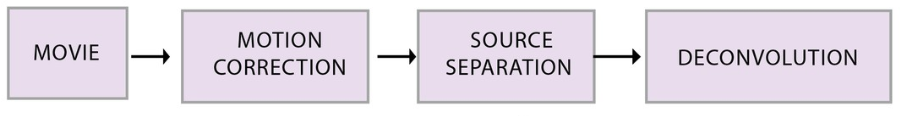 MOVIE
MOTION
CORRECTION
SOURCE
SEPARATION
DECONVOLUTION